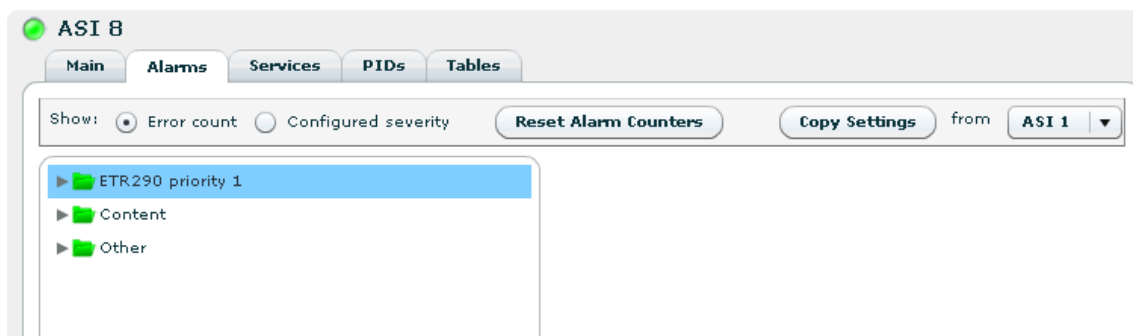 ASI 8
Main Alarms Services PIDs Tables
Show: Error count Configured severity Reset Alarm Counters Copy Settings from ASI 1
ETR290 priority 1
Content
Other